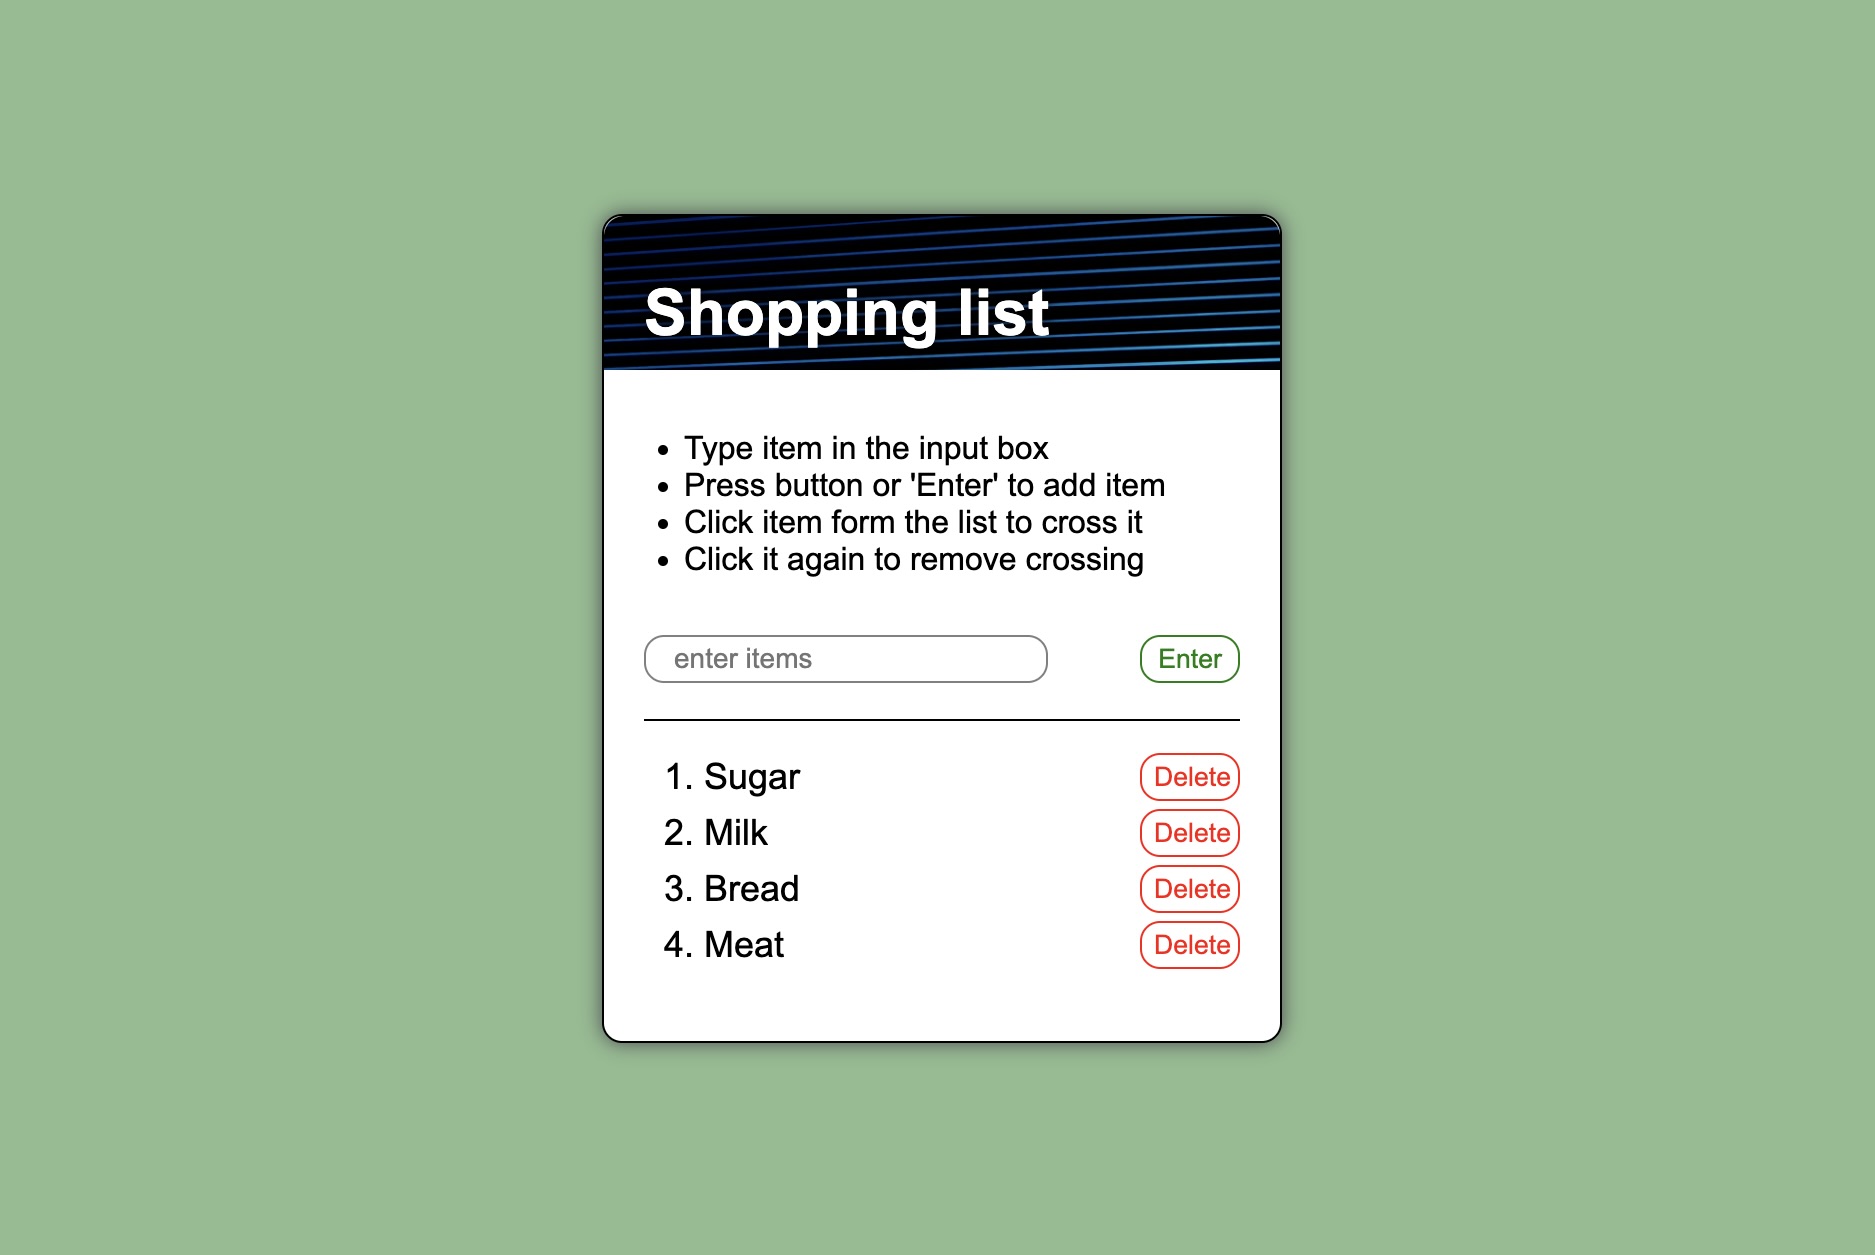 Shopping list
• Type item in the input box
• Press button or 'Enter' to add item
• Click item form the list to cross it
• Click it again to remove crossing
enter items Enter
1. Sugar Delete
2. Milk Delete
3. Bread Delete
4. Meat Delete